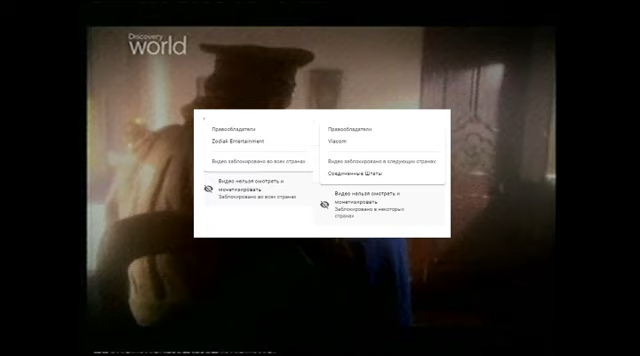 Discovery
world
Правообладатели
Zodiak Entertainment
Видео заблокировано во всех странах
Видео нельзя смотреть и
монетизировать
Заблокировано во всех странах
Правообладатели
Viacom
Видео заблокировано в следующих странах
Соединенные Штаты
Видео нельзя смотреть и
монетизировать
Заблокировано в некоторых
странах